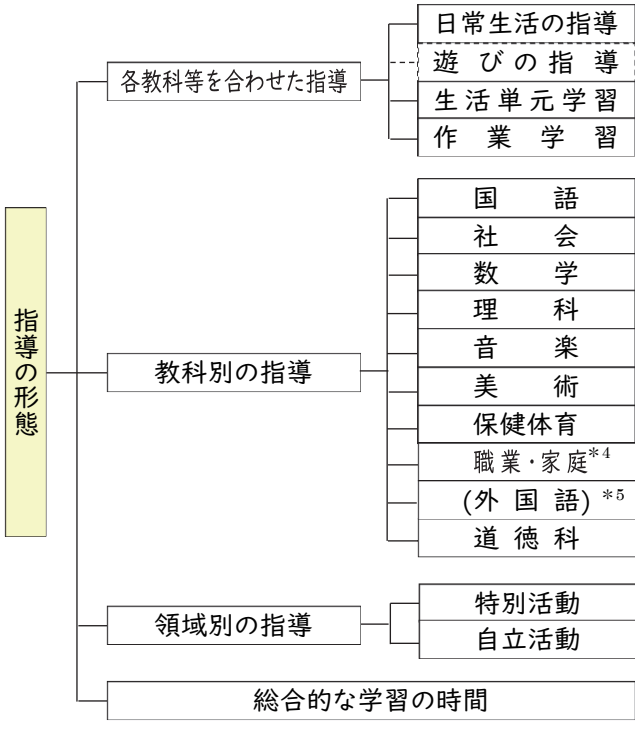 指導の形態
各教科等を合わせた指導
日常生活の指導
遊びの指導
生活単元学習
作業学習
教科別の指導
国語
社会
数学
理科
音楽
美術
保健体育
職業・家庭*4
(外国語)*5
道徳科
領域別の指導
特別活動
自立活動
総合的な学習の時間